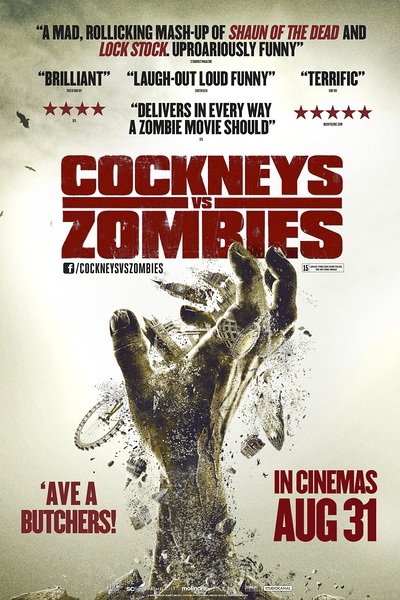 “A MAD, ROLLICKING MASH-UP OF SHAUN OF THE DEAD AND
LOCK STOCK. UPROARIOUSLY FUNNY”
“BRILLIANT” “LAUGH-OUT LOUD FUNNY” “TERRIFIC”
“DELIVERS IN EVERY WAY
A ZOMBIE MOVIE SHOULD”
COCKNEYS
VS
ZOMBIES
f /COCKNEYSVSZOMBIES
15
‘AVE A
BUTCHERS!
IN CINEMAS
AUG 31
STUDIOCANAL